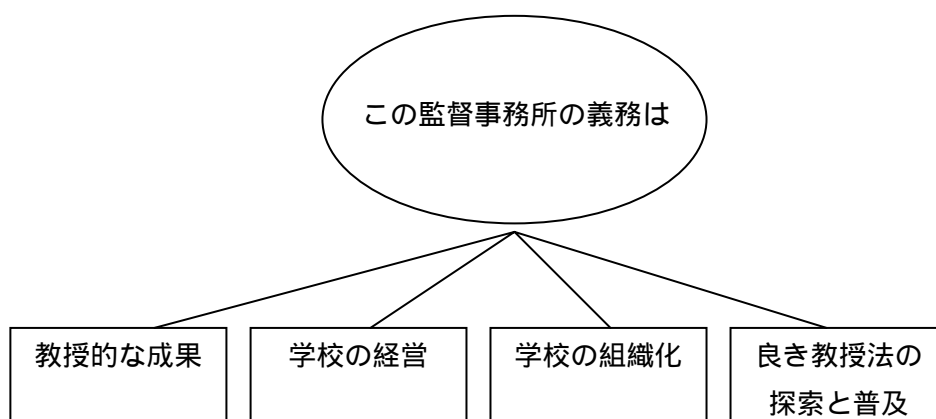 この監督事務所の義務は
教授的な成果
学校の経営
学校の組織化
良き教授法の
探索と普及